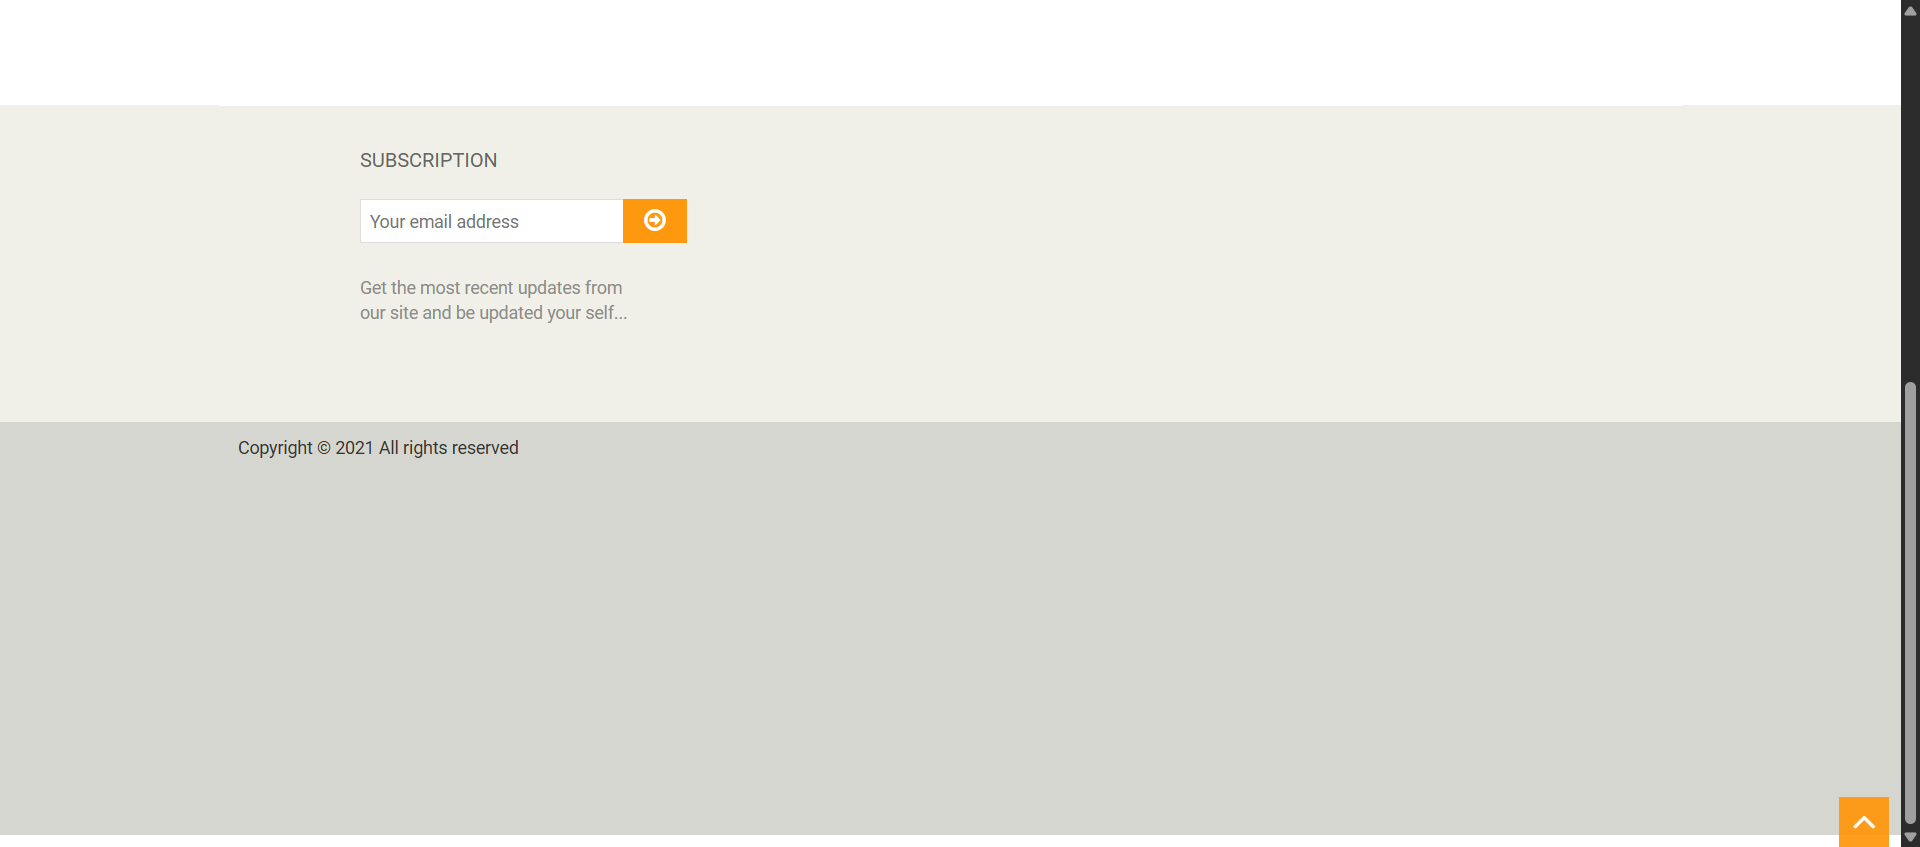 SUBSCRIPTION
Your email address
Get the most recent updates from
our site and be updated your self...
Copyright © 2021 All rights reserved